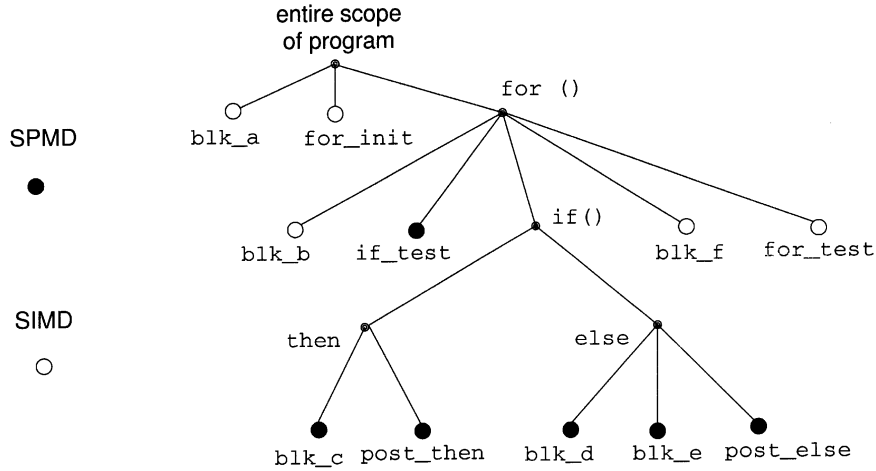 entire scope
of program
for ()
SPMD
blk_a
for_init
if()
blk_b
if_test
blk_f
for_test
SIMD
then
else
blk_c
post_then
blk_d
blk_e
post_else